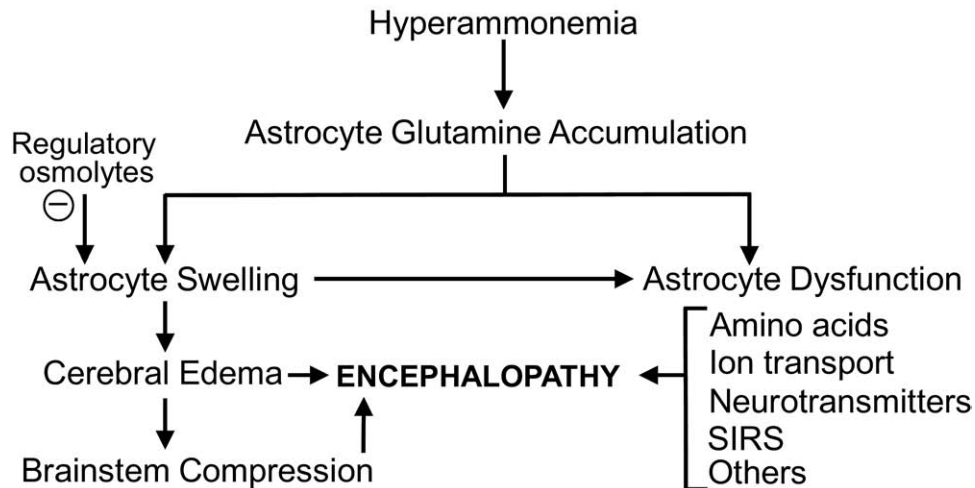 Hyperammonemia
Astrocyte Glutamine Accumulation
Regulatory
osmolytes
−
Astrocyte Swelling
Astrocyte Dysfunction
Amino acids
Ion transport
Neurotransmitters
SIRS
Others
Cerebral Edema
ENCEPHALOPATHY
Brainstem Compression